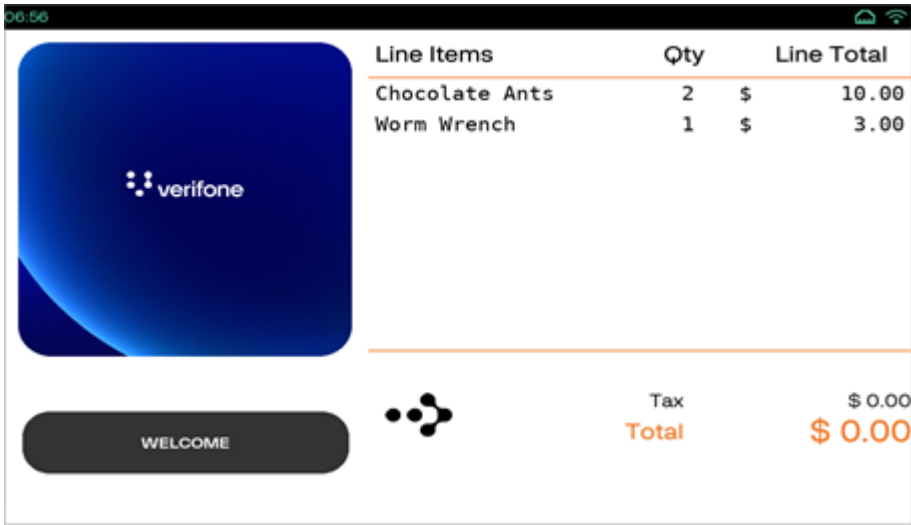 06:56
Line Items Qty Line Total
Chocolate Ants 2 $ 10.00
Worm Wrench 1 $ 3.00
verifone
Tax $ 0.00
Total $ 0.00
WELCOME